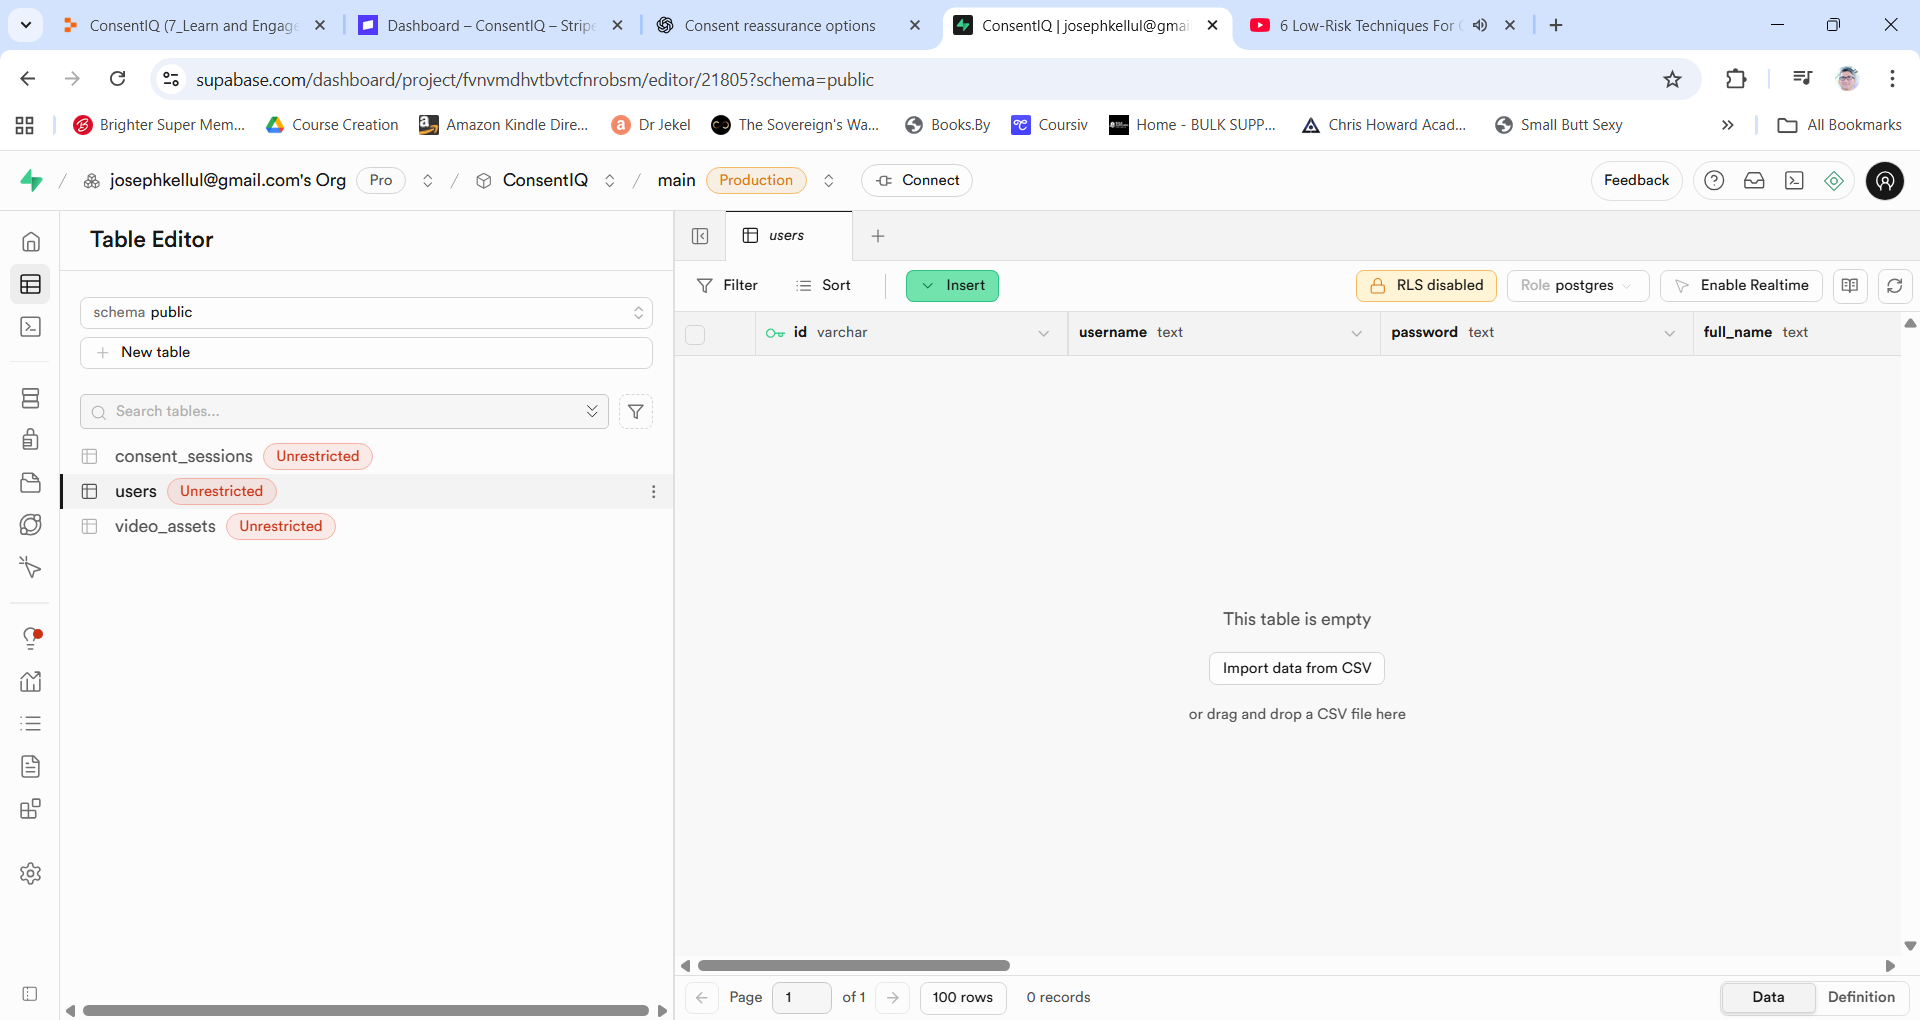 ConsentIQ (7_Learn and Engage
Dashboard – ConsentIQ – Stripe
Consent reassurance options
ConsentIQ | josephkellul@gmai
6 Low-Risk Techniques For
supabase.com/dashboard/project/fvnvmdhvtbvtcfnrobsm/editor/21805?schema=public
Brighter Super Mem...
Course Creation
Amazon Kindle Dire...
Dr Jekel
The Sovereign's Wa...
Books.By
Coursiv
Home - BULK SUPP...
Chris Howard Acad...
Small Butt Sexy
All Bookmarks
josephkellul@gmail.com's Org
Pro
ConsentIQ
main
Production
Connect
Feedback
Table Editor
users
Filter
Sort
Insert
RLS disabled
Role postgres
Enable Realtime
schema public
New table
Search tables...
consent_sessions Unrestricted
users Unrestricted
video_assets Unrestricted
id varchar
username text
password text
full_name text
This table is empty
Import data from CSV
or drag and drop a CSV file here
Page 1 of 1
100 rows
0 records
Data
Definition